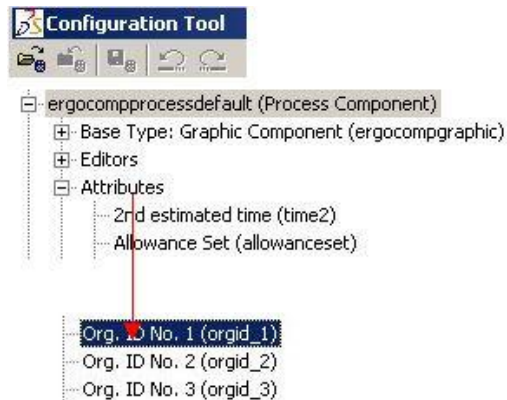 Configuration Tool
ergocompprocessdefault (Process Component)
Base Type: Graphic Component (ergocompgraphic)
Editors
Attributes
2nd estimated time (time2)
Allowance Set (allowanceset)
Org. ID No. 1 (orgid_1)
Org. ID No. 2 (orgid_2)
Org. ID No. 3 (orgid_3)